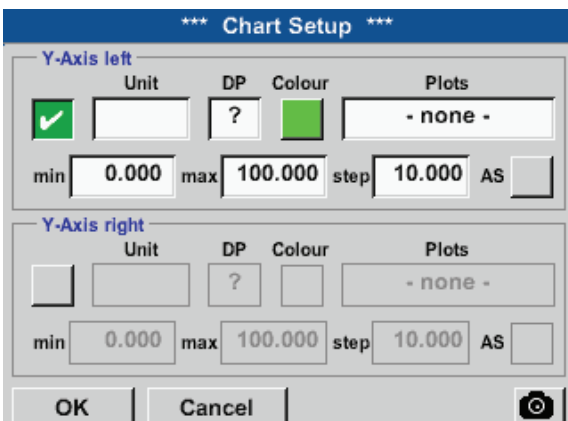 *** Chart Setup ***
Y-Axis left
Unit DP Colour Plots
? - none -
min 0.000 max 100.000 step 10.000 AS
Y-Axis right
Unit DP Colour Plots
? - none -
min 0.000 max 100.000 step 10.000 AS
OK Cancel